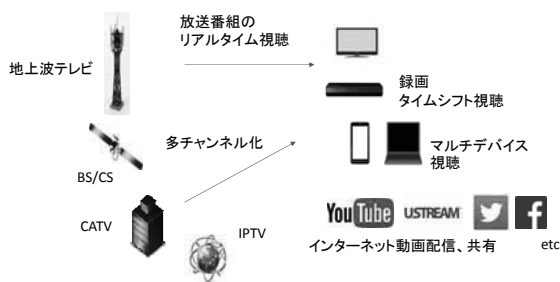 放送番組の
リアルタイム視聴
地上波テレビ
録画
タイムシフト視聴
多チャンネル化
マルチデバイス
視聴
BS/CS
CATV
IPTV
YouTube
USTREAM
インターネット動画配信、共有
etc